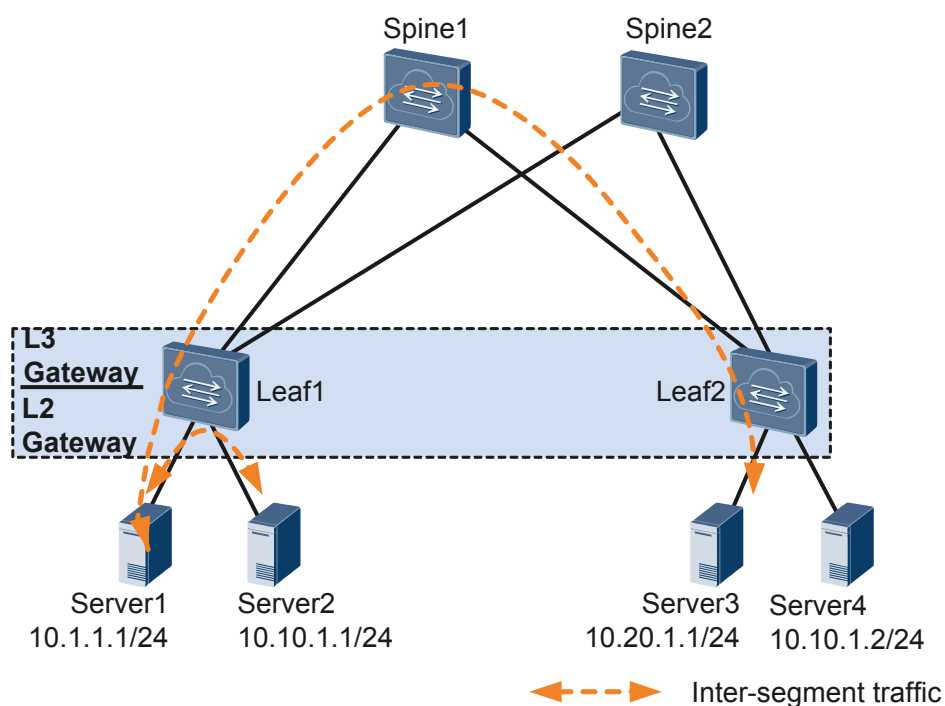 Spine1
Spine2
L3
Gateway
L2
Gateway
Leaf1
Leaf2
Server1
10.1.1.1/24
Server2
10.10.1.1/24
Server3
10.20.1.1/24
Server4
10.10.1.2/24
Inter-segment traffic